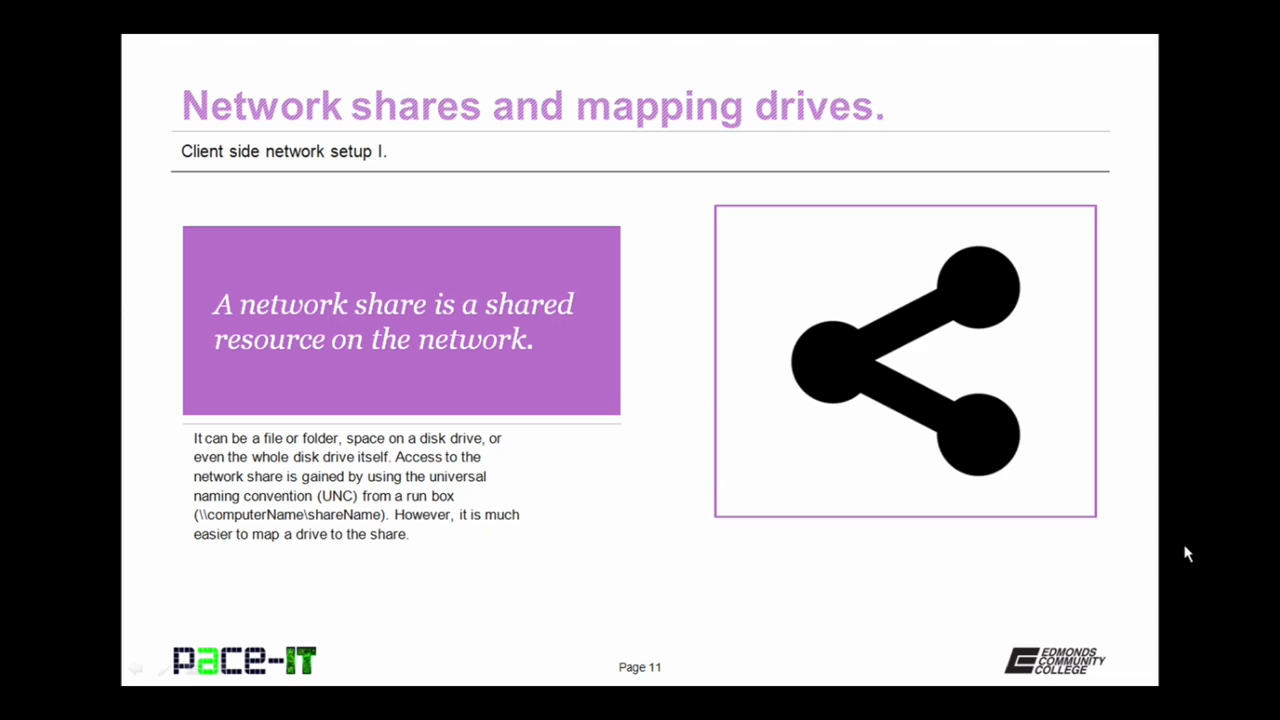 Network shares and mapping drives.
Client side network setup I.
A network share is a shared
resource on the network.
It can be a file or folder, space on a disk drive, or
even the whole disk drive itself. Access to the
network share is gained by using the universal
naming convention (UNC) from a run box
(\\computerName\shareName). However, it is much
easier to map a drive to the share.
pace-IT
Page 11
EDMONDS
COMMUNITY
COLLEGE